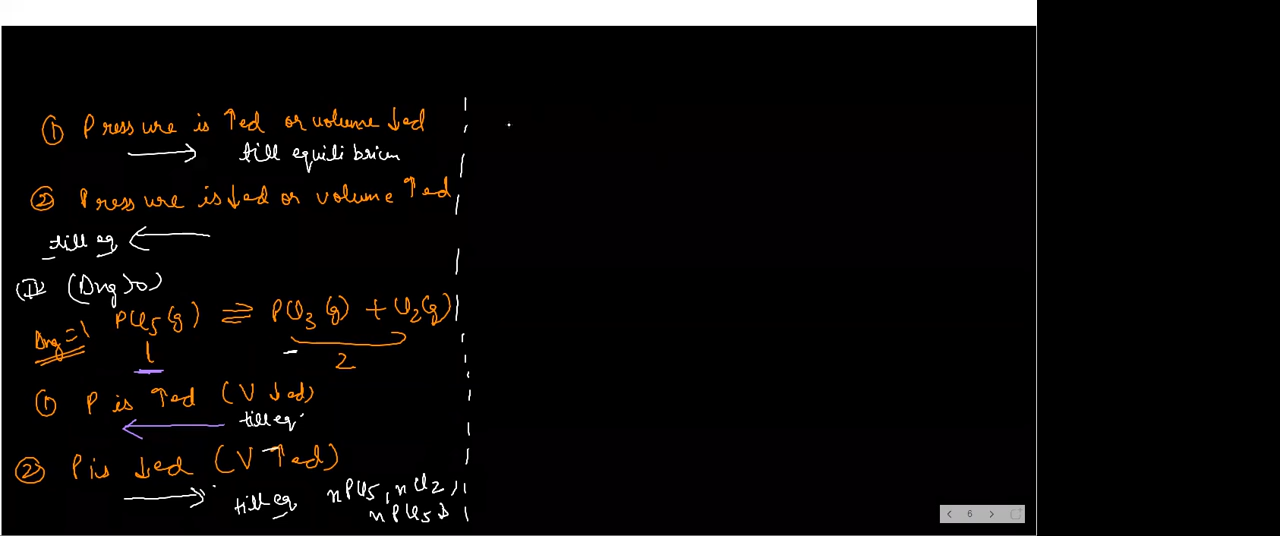 ① Pressure is ↑ed or volume ↓ed
→ till equilibrium
② Pressure is ↓ed or volume ↑ed
till eq ←
Ⅱ (Δng>0)
Δng=1 PCl5(g) ⇌ PCl3(g) + Cl2(g)
1 2
① P is ↑ed (V ↓ed)
← till eq.
② P is ↓ed (V ↑ed)
→ till eq nPCl5, nCl2 ↑
nPCl5 ↓
6